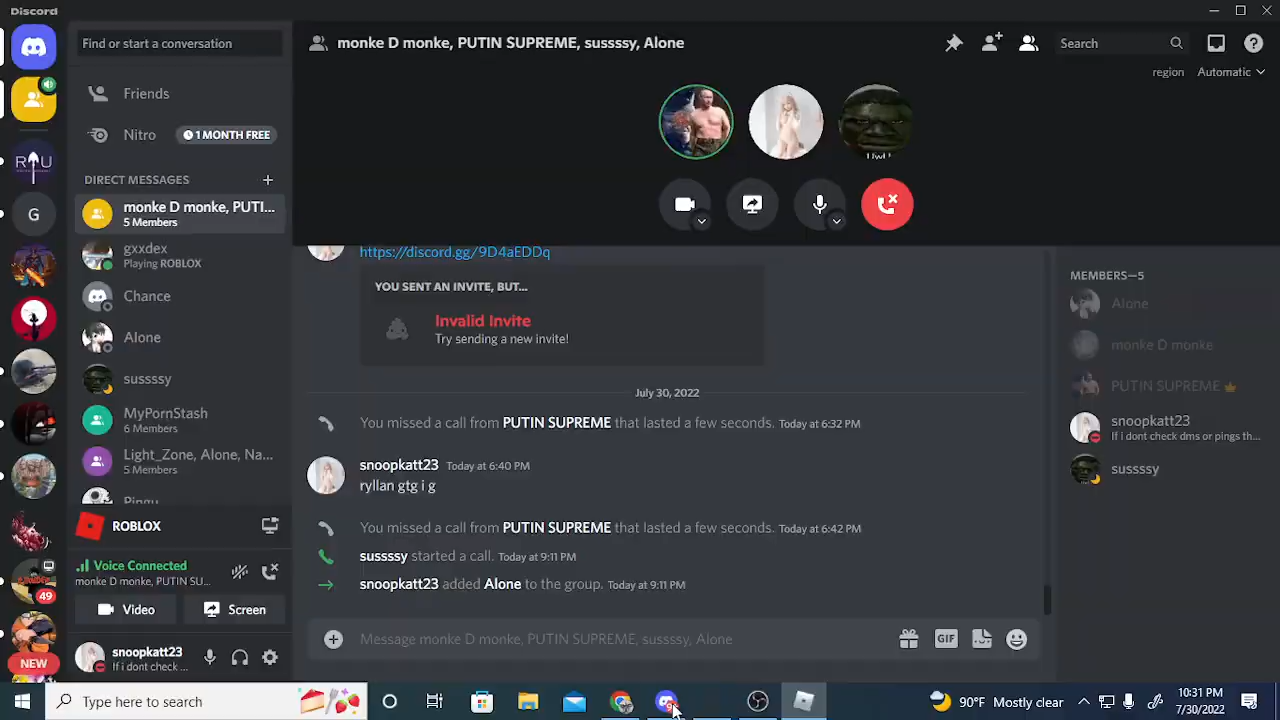 Discord
Find or start a conversation
monke D monke, PUTIN SUPREME, sussssy, Alone
Search
region Automatic
Friends
Nitro
1 MONTH FREE
DIRECT MESSAGES
monke D monke, PUTI...
5 Members
gxxdex
Playing ROBLOX
Chance
Alone
sussssy
MyPornStash
6 Members
Light_Zone, Alone, Na...
5 Members
Pingu
ROBLOX
Voice Connected
monke D monke, PUTIN SU...
Video
Screen
snoopkatt23
If i dont check ...
G
49
NEW
UwU
https://discord.gg/9D4aEDDq
YOU SENT AN INVITE, BUT...
Invalid Invite
Try sending a new invite!
July 30, 2022
You missed a call from PUTIN SUPREME that lasted a few seconds. Today at 6:32 PM
snoopkatt23 Today at 6:40 PM
ryllan gtg i g
You missed a call from PUTIN SUPREME that lasted a few seconds. Today at 6:42 PM
sussssy started a call. Today at 9:11 PM
snoopkatt23 added Alone to the group. Today at 9:11 PM
Message monke D monke, PUTIN SUPREME, sussssy, Alone
GIF
MEMBERS—5
Alone
monke D monke
PUTIN SUPREME
snoopkatt23
If i dont check dms or pings th...
sussssy
Type here to search
90°F Mostly clear
10:31 PM
7/30/2022